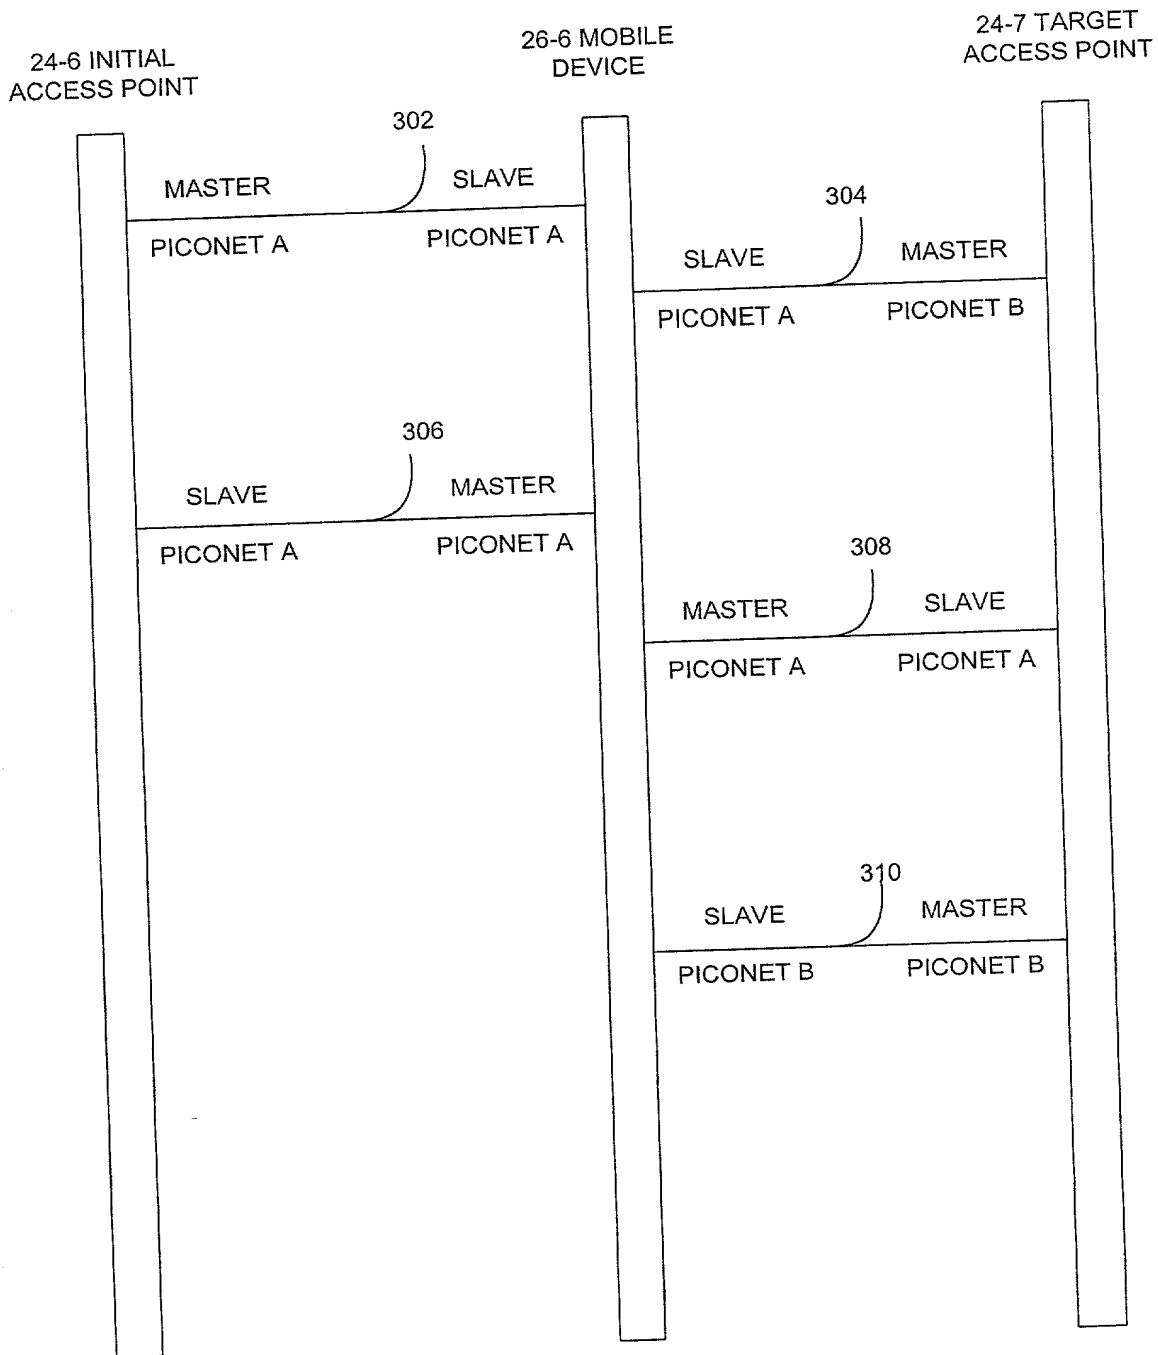 24-6 INITIAL
ACCESS POINT
26-6 MOBILE
DEVICE
24-7 TARGET
ACCESS POINT
302
MASTER
SLAVE
PICONET A
PICONET A
304
SLAVE
MASTER
PICONET A
PICONET B
306
SLAVE
MASTER
PICONET A
PICONET A
308
MASTER
SLAVE
PICONET A
PICONET A
310
SLAVE
MASTER
PICONET B
PICONET B